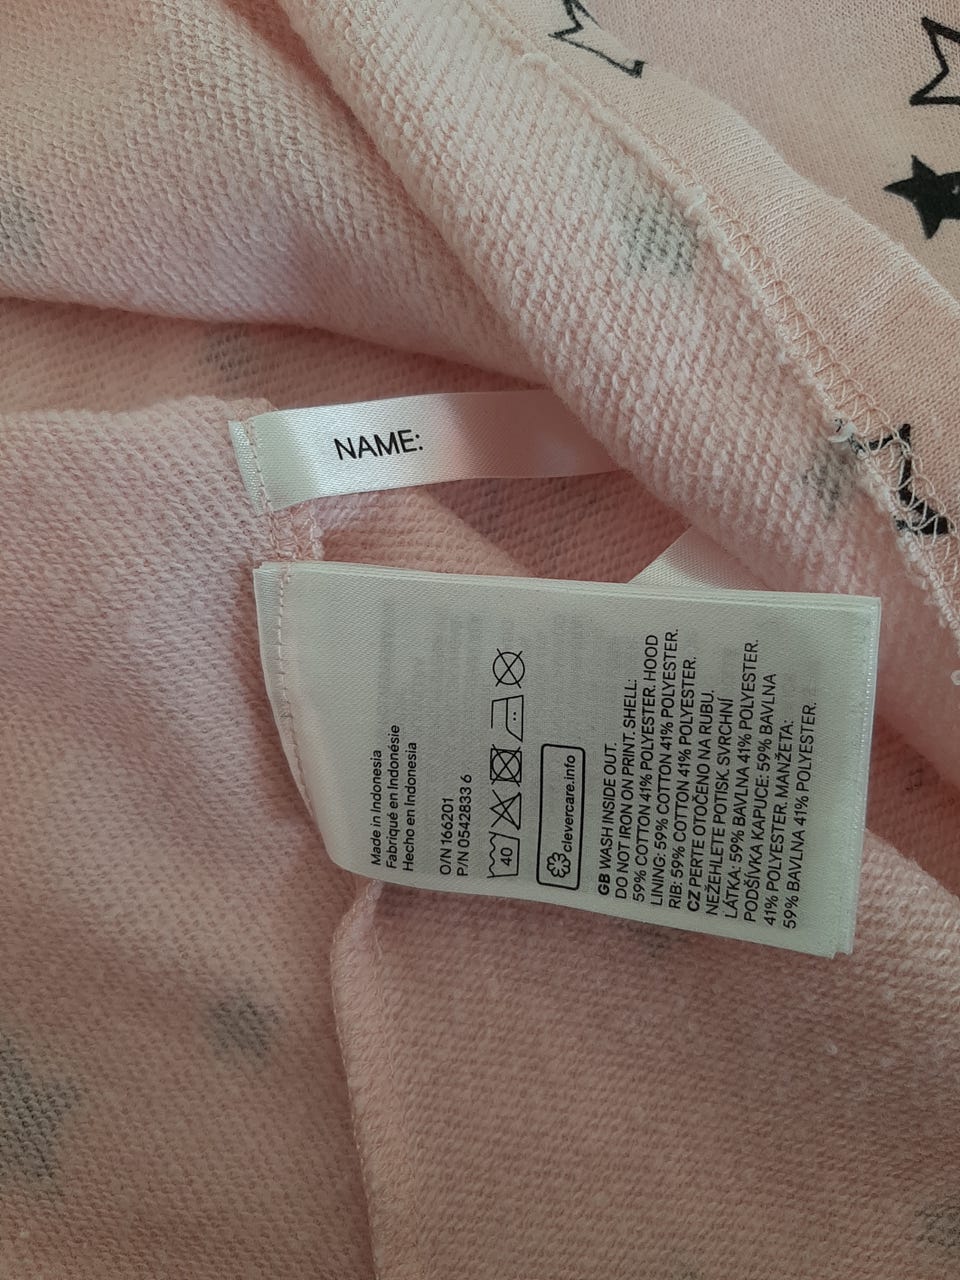 NAME:
Made in Indonesia
Fabriqué en Indonésie
Hecho en Indonesia
O/N 166201
P/N 0542833 6
40
clevercare.info
GB WASH INSIDE OUT.
DO NOT IRON ON PRINT. SHELL:
59% COTTON 41% POLYESTER. HOOD
LINING: 59% COTTON 41% POLYESTER.
RIB: 59% COTTON 41% POLYESTER.
CZ PERTE OTOČENO NA RUBU.
NEŽEHLETE POTISK. SVRCHNÍ
LÁTKA: 59% BAVLNA 41% POLYESTER.
PODŠÍVKA KAPUCE: 59% BAVLNA
41% POLYESTER. MANŽETA:
59% BAVLNA 41% POLYESTER.